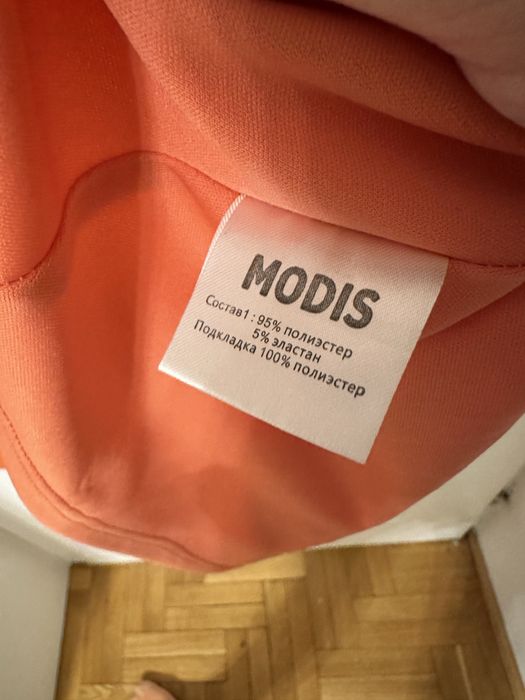 MODIS
Состав1 : 95% полиэстер
5% эластан
Подкладка 100% полиэстер